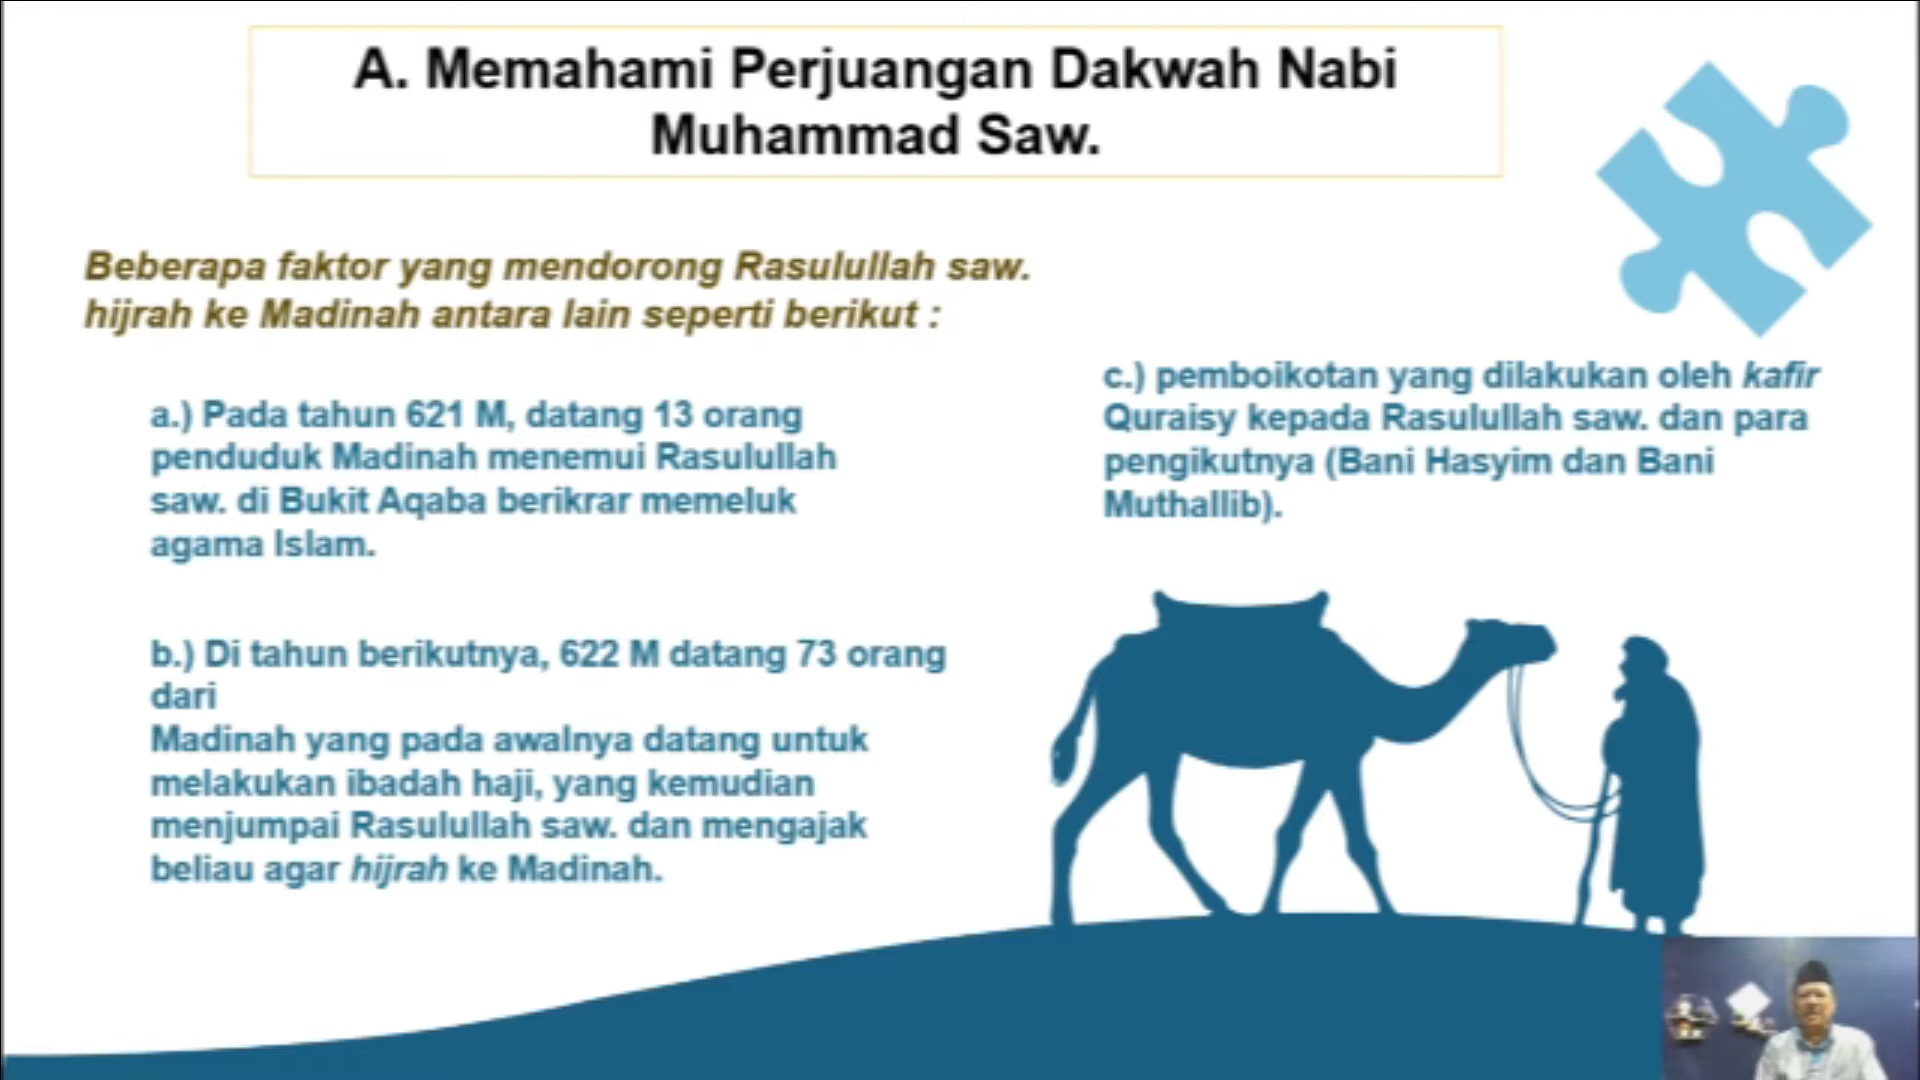 A. Memahami Perjuangan Dakwah Nabi
Muhammad Saw.
Beberapa faktor yang mendorong Rasulullah saw.
hijrah ke Madinah antara lain seperti berikut :
a.) Pada tahun 621 M, datang 13 orang
penduduk Madinah menemui Rasulullah
saw. di Bukit Aqaba berikrar memeluk
agama Islam.
b.) Di tahun berikutnya, 622 M datang 73 orang
dari
Madinah yang pada awalnya datang untuk
melakukan ibadah haji, yang kemudian
menjumpai Rasulullah saw. dan mengajak
beliau agar hijrah ke Madinah.
c.) pemboikotan yang dilakukan oleh kafir
Quraisy kepada Rasulullah saw. dan para
pengikutnya (Bani Hasyim dan Bani
Muthallib).